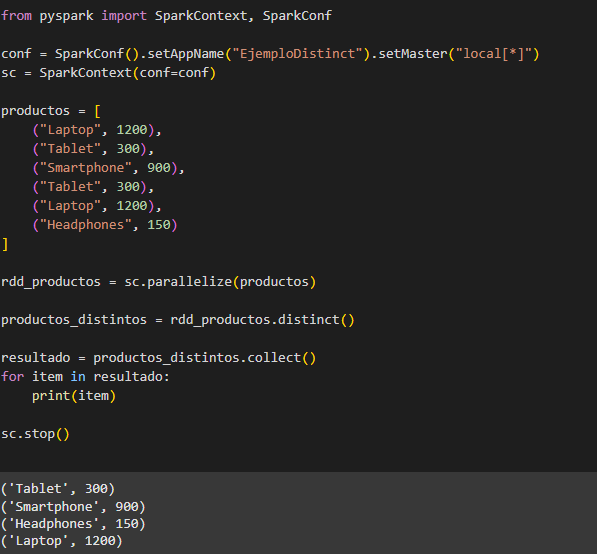 from pyspark import SparkContext, SparkConf
conf = SparkConf().setAppName("EjemploDistinct").setMaster("local[*]")
sc = SparkContext(conf=conf)
productos = [
    ("Laptop", 1200),
    ("Tablet", 300),
    ("Smartphone", 900),
    ("Tablet", 300),
    ("Laptop", 1200),
    ("Headphones", 150)
]
rdd_productos = sc.parallelize(productos)
productos_distintos = rdd_productos.distinct()
resultado = productos_distintos.collect()
for item in resultado:
    print(item)
sc.stop()
('Tablet', 300)
('Smartphone', 900)
('Headphones', 150)
('Laptop', 1200)